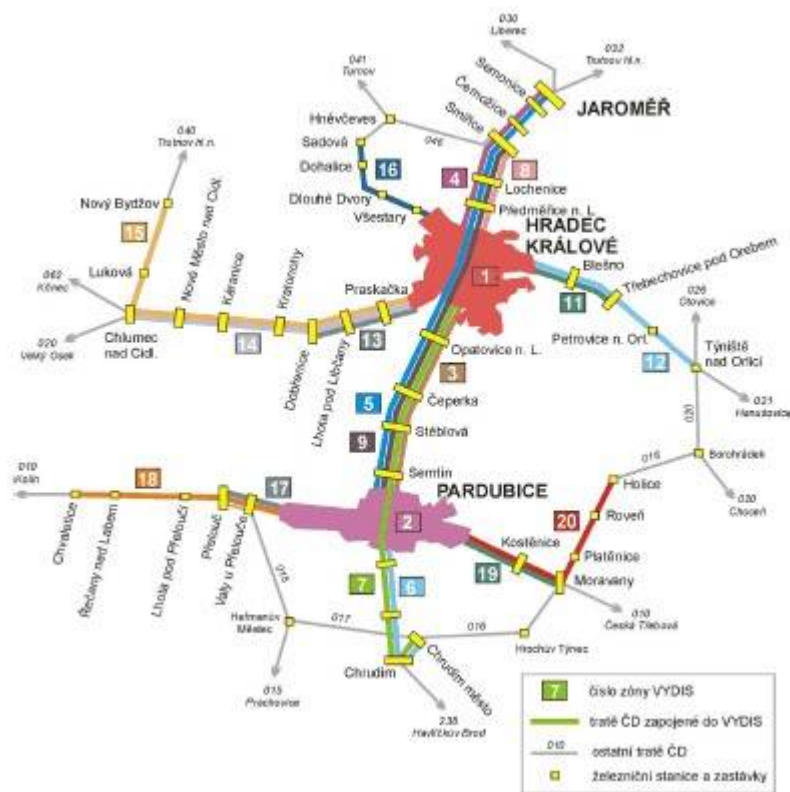 030
Liberec
032
Trutnov hl.n.
041
Turnov
Semonice
Černožice
Smiřice
JAROMĚŘ
Hněvčeves
046
Sadová
Dohalice
16
4
8
Lochenice
Dlouhé Dvory
Všestary
Předměřice n. L.
HRADEC
KRÁLOVÉ
040
Trutnov hl.n.
Nový Bydžov
15
Luková
Nové Město nad Cidl.
Káranice
Kratonohy
Praskačka
1
Blešno
Třebechovice pod Orebem
11
026
Otovice
062
Křinec
020
Velký Osek
Chlumec
nad Cidl.
14
Dobřenice
Lhota pod Libčany
13
Opatovice n. L.
3
Petrovice n. Orl.
12
Týniště
nad Orlicí
021
Hanušovice
5
Čeperka
9
Stéblová
Semtín
020
016
Borohrádek
020
Choceň
PARDUBICE
Holice
010
Kolín
18
17
2
20
Roveň
Kostěnice
Platěnice
19
Moravany
Chvaletice
Řečany nad Labem
Lhota pod Přeloučí
Přelouč
Valy u Přelouče
7
6
010
Česká Třebová
015
Heřmanův
Městec
017
016
Hrochův Týnec
Chrudim
Chrudim město
015
Prachovice
238
Havlíčkův Brod
7
číslo zóny VYDIS
tratě ČD zapojené do VYDIS
010
ostatní tratě ČD
železniční stanice a zastávky